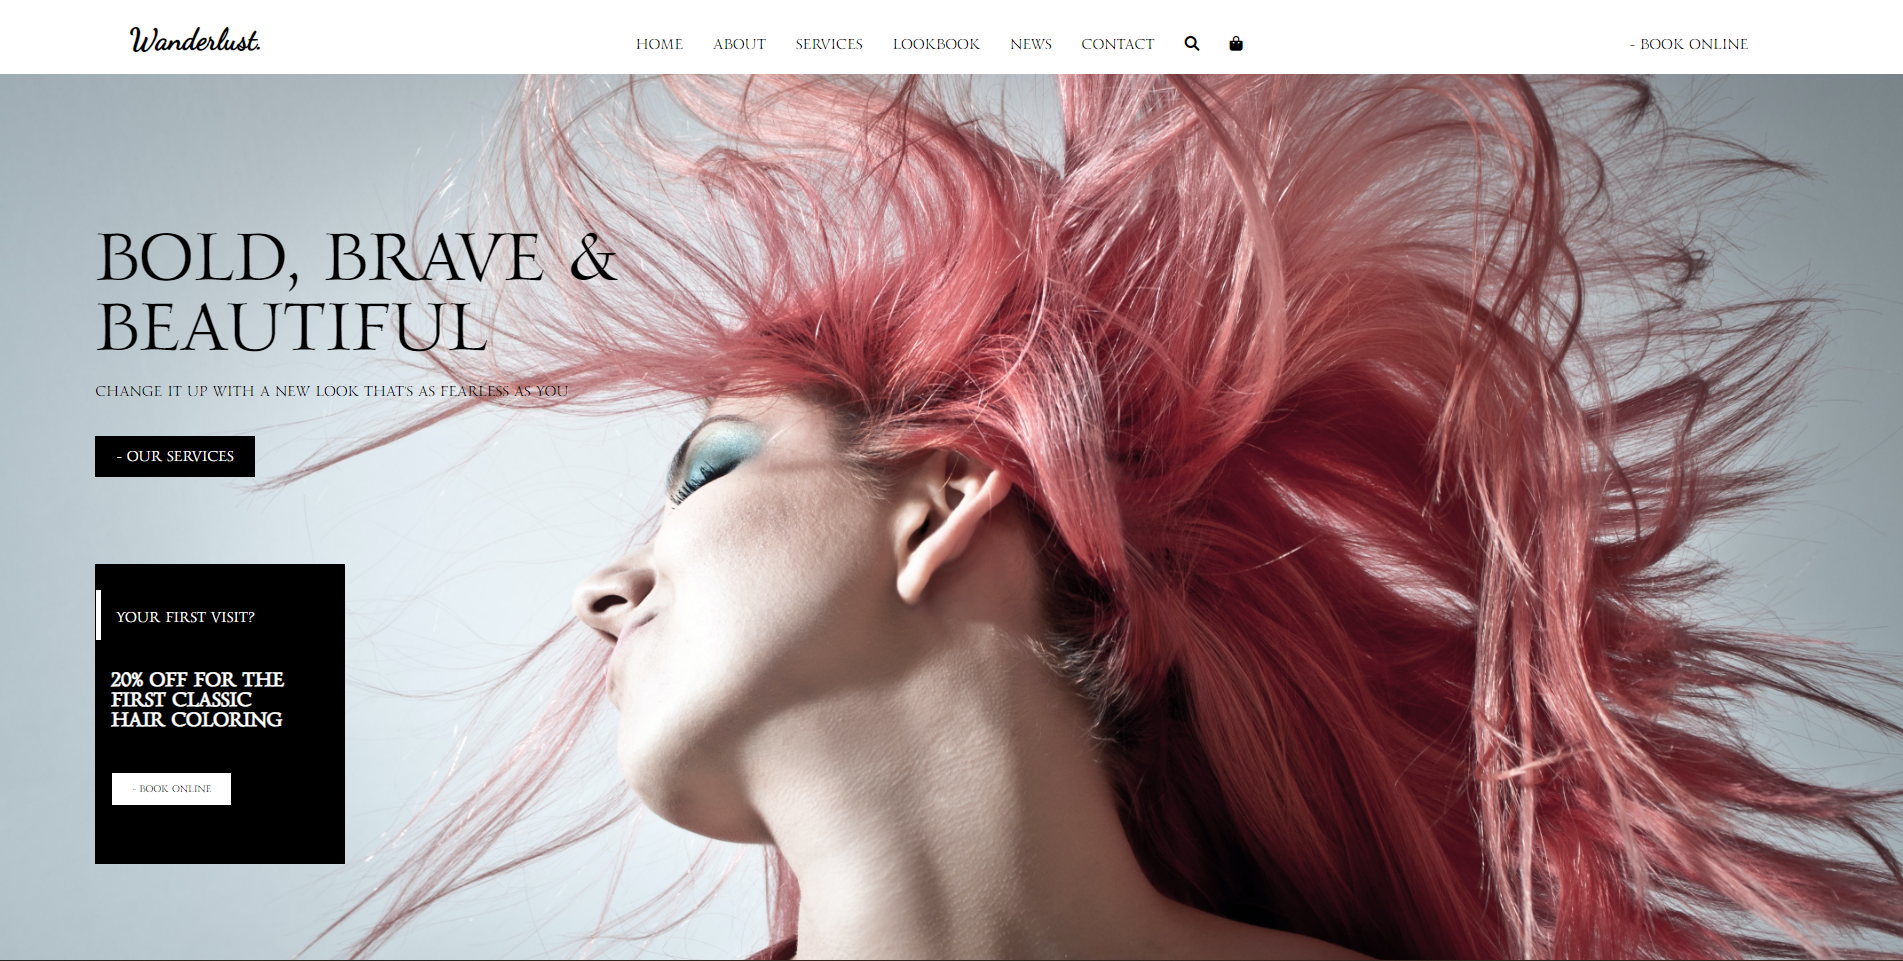 Wanderlust.
HOME ABOUT SERVICES LOOKBOOK NEWS CONTACT
- BOOK ONLINE
BOLD, BRAVE &
BEAUTIFUL
CHANGE IT UP WITH A NEW LOOK THAT'S AS FEARLESS AS YOU
- OUR SERVICES
YOUR FIRST VISIT?
20% OFF FOR THE
FIRST CLASSIC
HAIR COLORING
- BOOK ONLINE